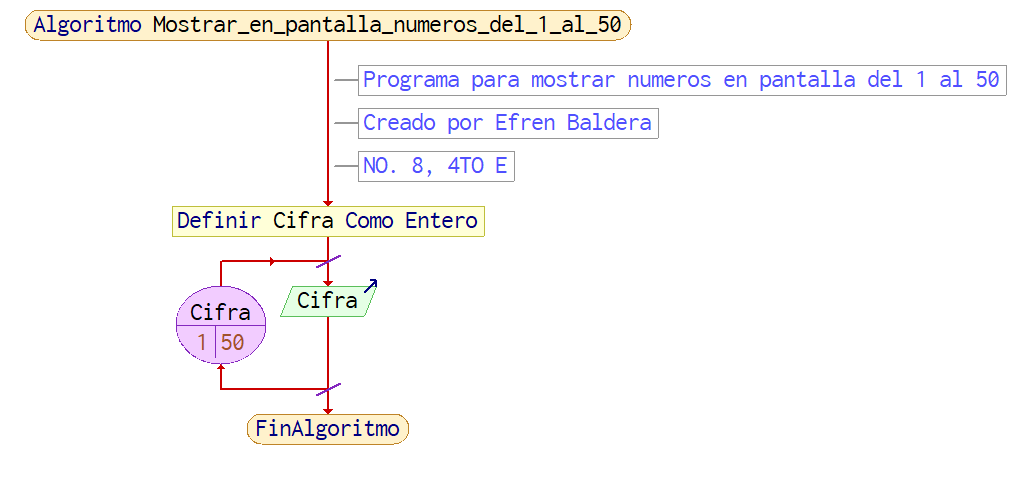 Algoritmo Mostrar_en_pantalla_numeros_del_1_al_50
Programa para mostrar numeros en pantalla del 1 al 50
Creado por Efren Baldera
NO. 8, 4TO E
Definir Cifra Como Entero
Cifra
Cifra
1 50
FinAlgoritmo